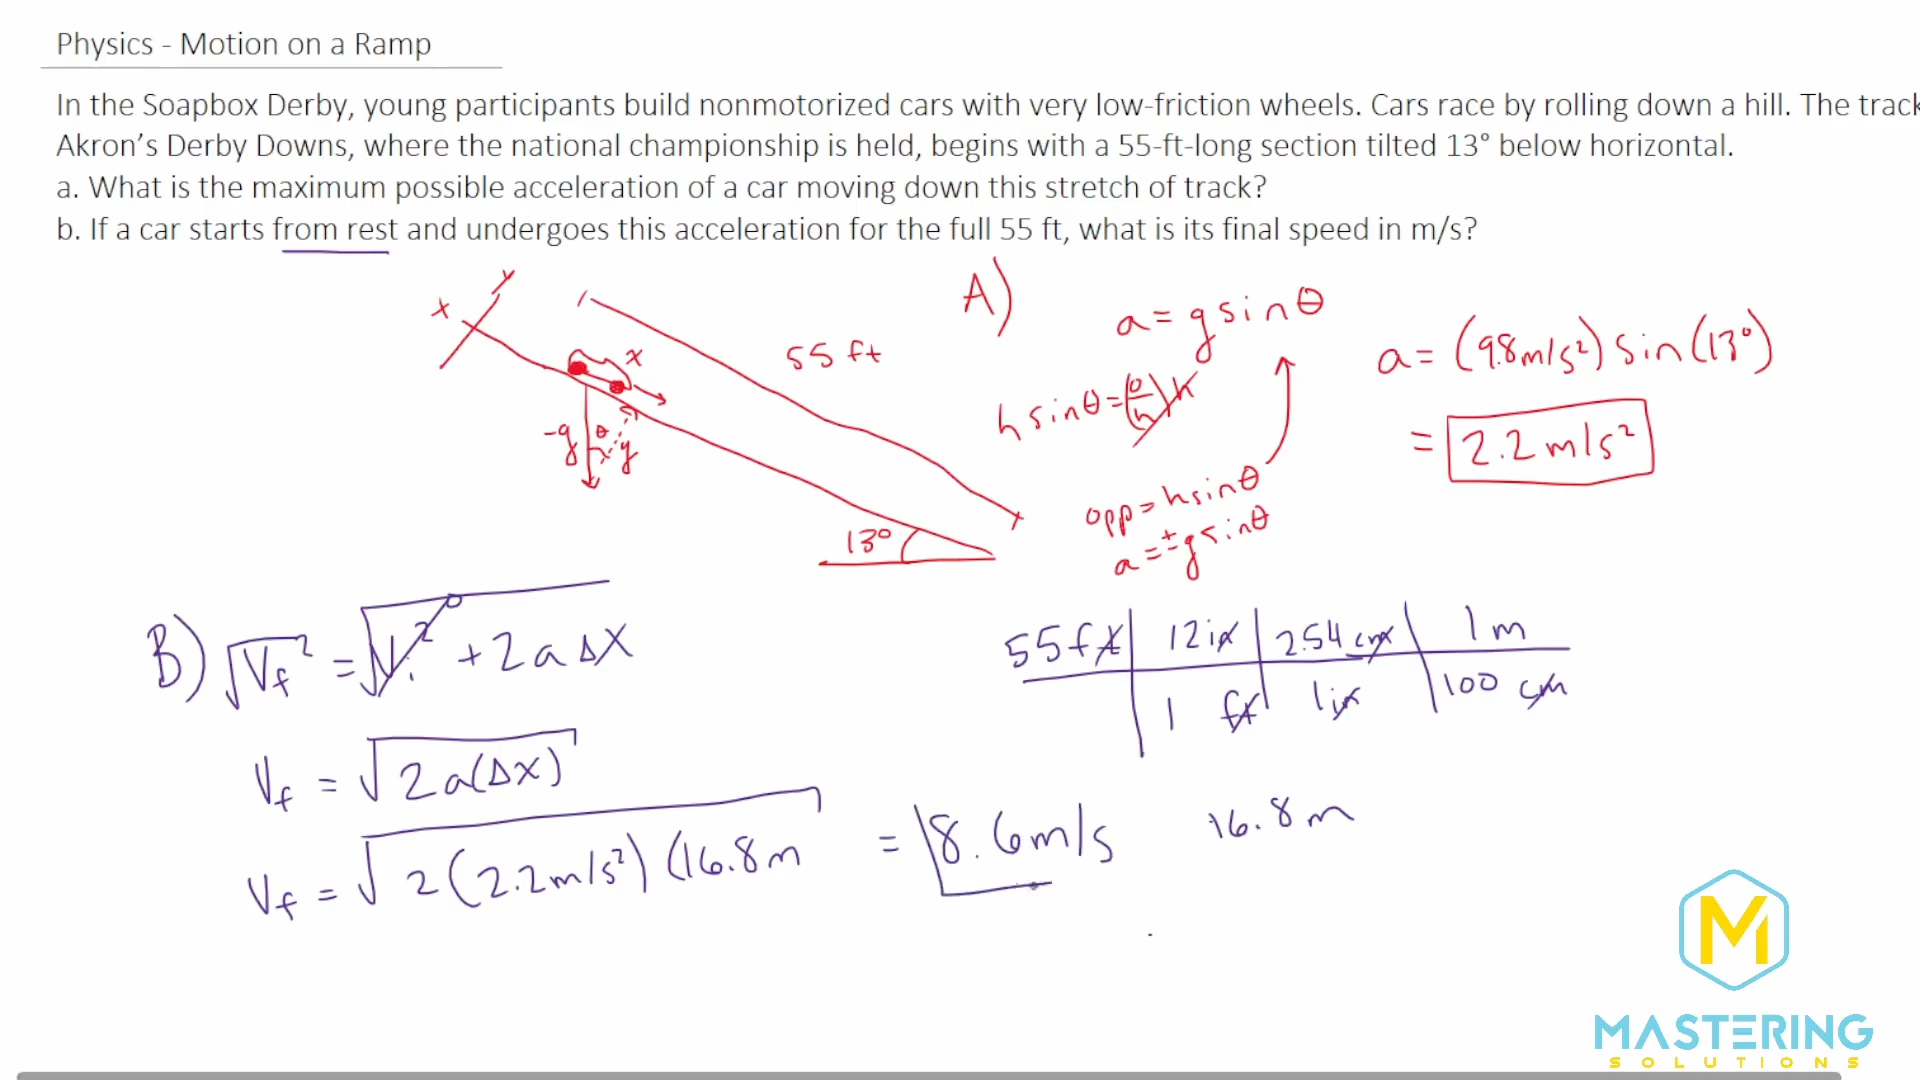 Physics - Motion on a Ramp
In the Soapbox Derby, young participants build nonmotorized cars with very low-friction wheels. Cars race by rolling down a hill. The track
Akron’s Derby Downs, where the national championship is held, begins with a 55-ft-long section tilted 13° below horizontal.
a. What is the maximum possible acceleration of a car moving down this stretch of track?
b. If a car starts from rest and undergoes this acceleration for the full 55 ft, what is its final speed in m/s?
x y
55 ft
x
-g θ y
13°
A)
a = g sin θ
h sin θ = (o/h) h
opp = h sin θ
a = ± g sin θ
a = (9.8 m/s²) sin (13°)
= 2.2 m/s²
B) √Vf² = √Vi²⁰ + 2a Δx
Vf = √2a(Δx)
Vf = √2(2.2 m/s²)(16.8m = 8.6 m/s
55 ft | 12 in | 2.54 cm | 1 m
1 ft | 1 in | 100 cm
16.8 m
M
MASTERING
SOLUTIONS